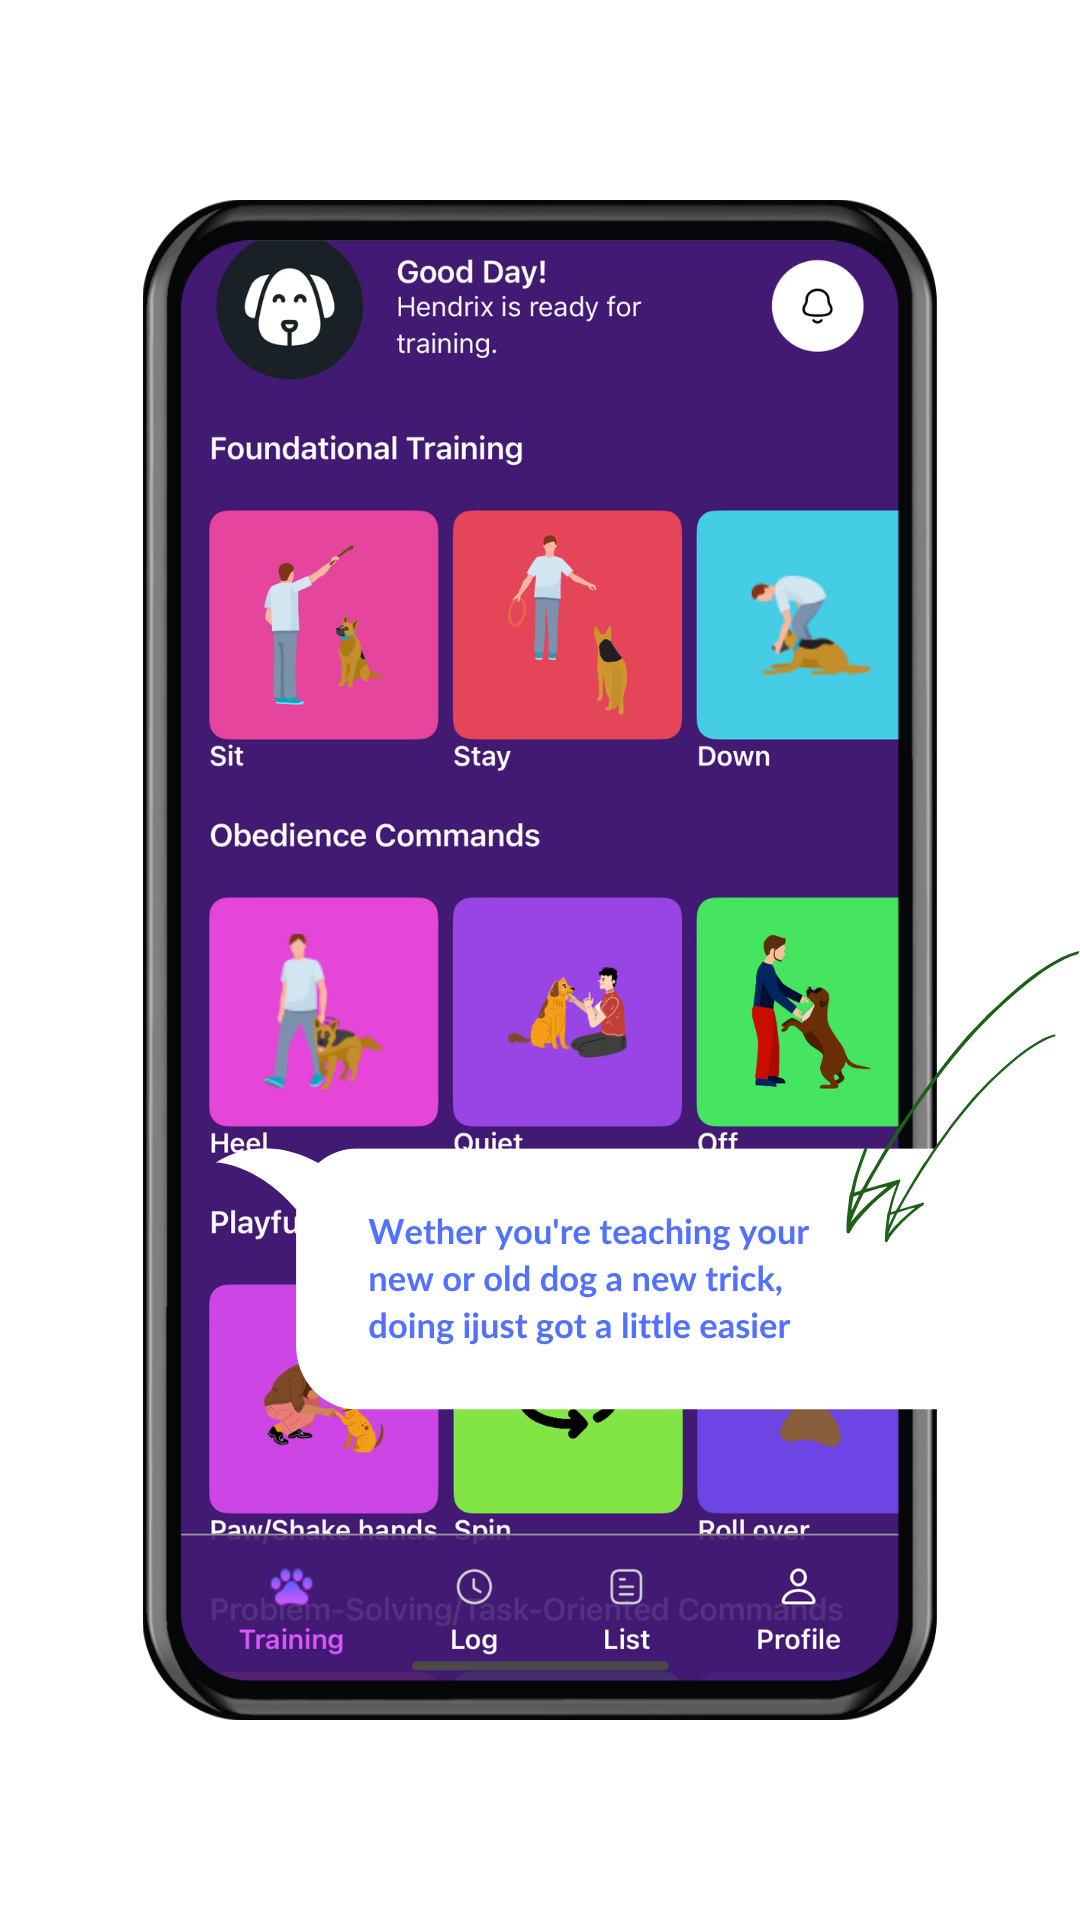 Good Day!
Hendrix is ready for
training.
Foundational Training
Sit Stay Down
Obedience Commands
Heel Quiet Off
Playfu
Wether you're teaching your
new or old dog a new trick,
doing ijust got a little easier
Paw/Shake hands Spin Roll over
Problem-Solving/Task-Oriented Commands
Training Log List Profile